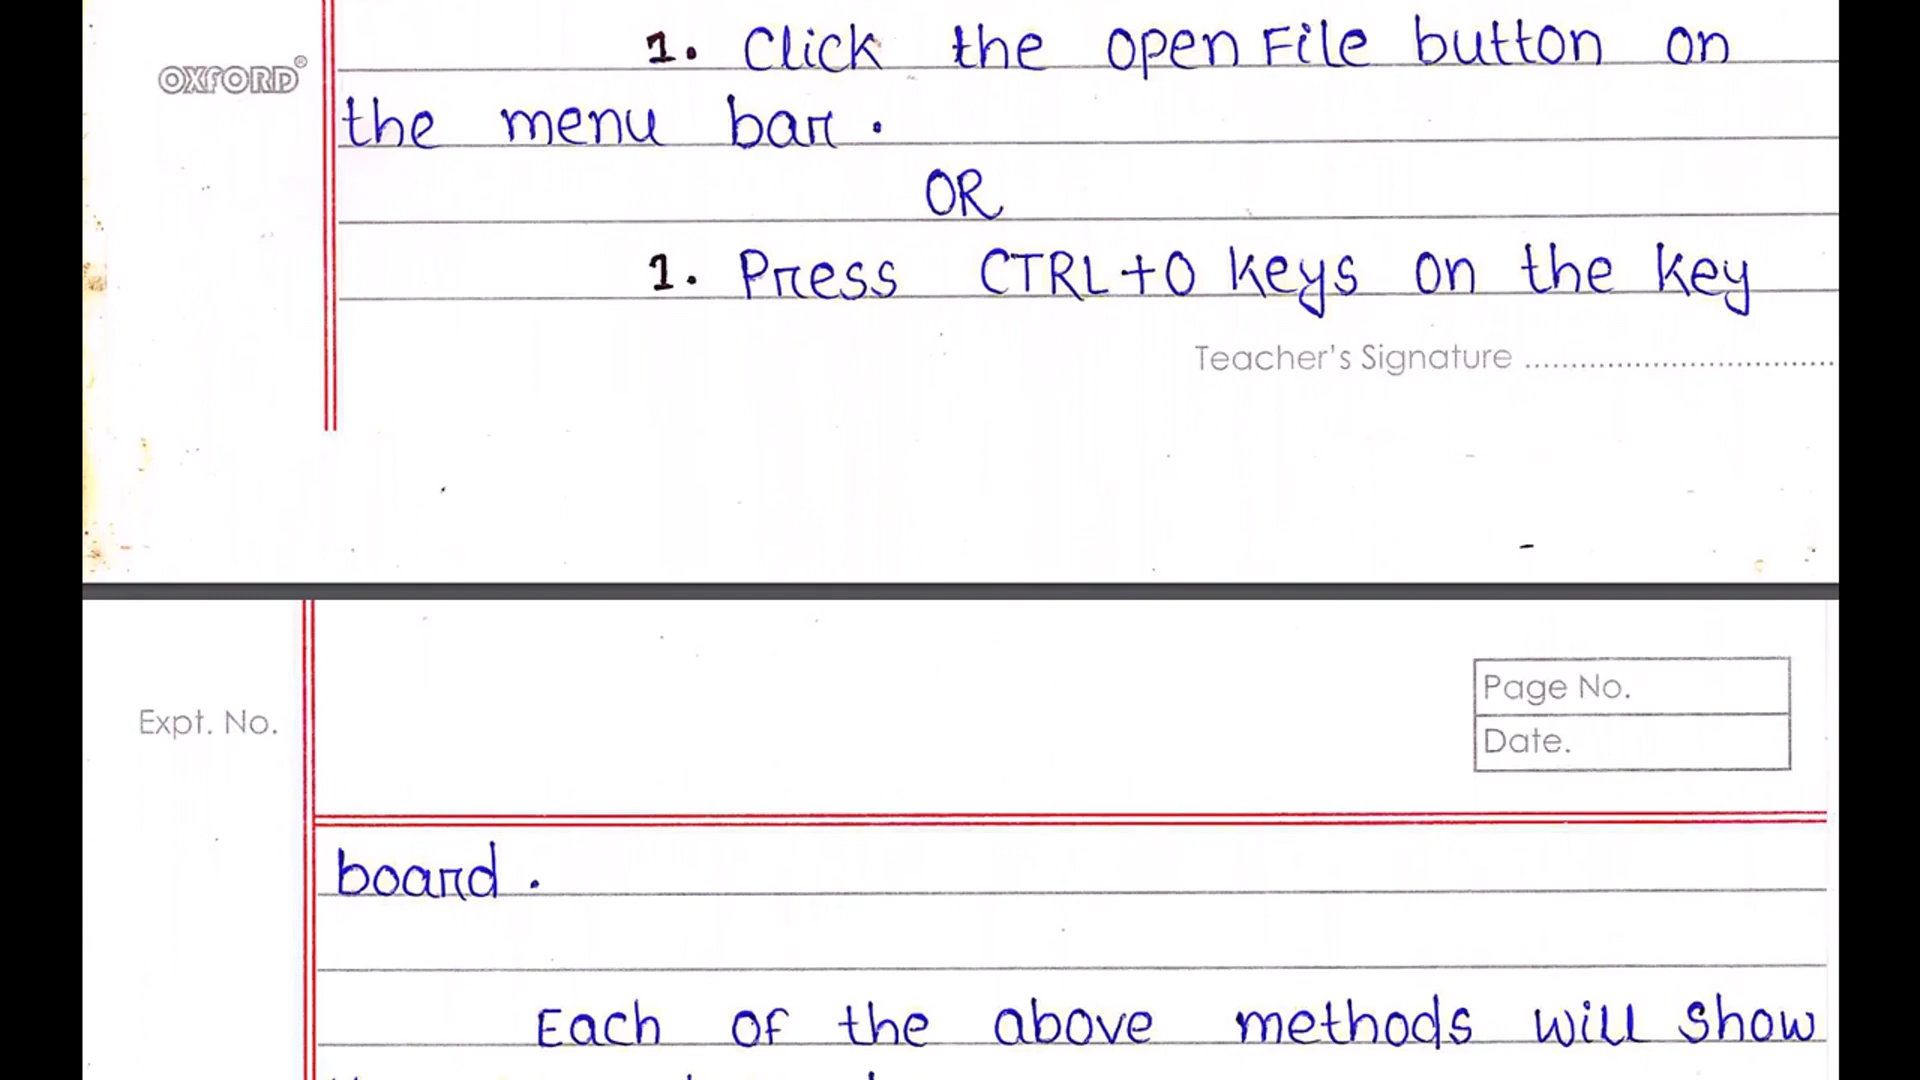 1. Click the open File button on
OXFORD®
the menu bar.
OR
1. Press CTRL+O keys on the key
Teacher's Signature ..................................
Page No.
Expt. No.
Date.
board.
Each of the above methods will show